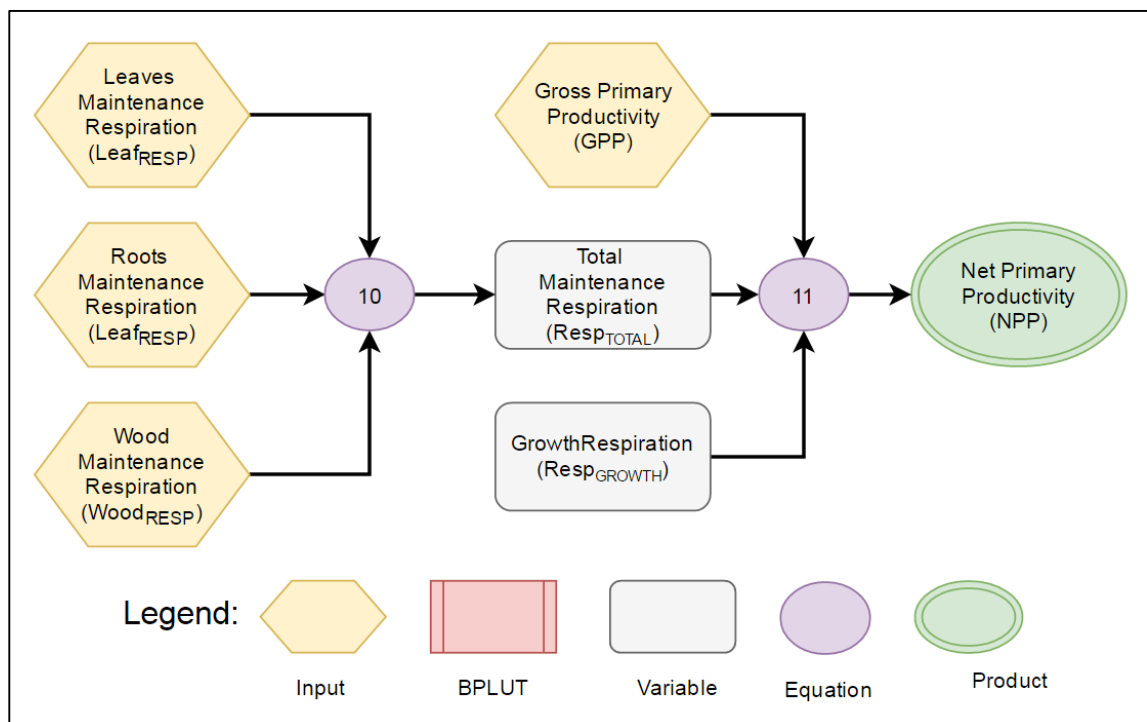 Leaves
Maintenance
Respiration
(LeafRESP)
Gross Primary
Productivity
(GPP)
Roots
Maintenance
Respiration
(LeafRESP)
10
Total
Maintenance
Respiration
(RespTOTAL)
11
Net Primary
Productivity
(NPP)
Wood
Maintenance
Respiration
(WoodRESP)
GrowthRespiration
(RespGROWTH)
Legend:
Input
BPLUT
Variable
Equation
Product